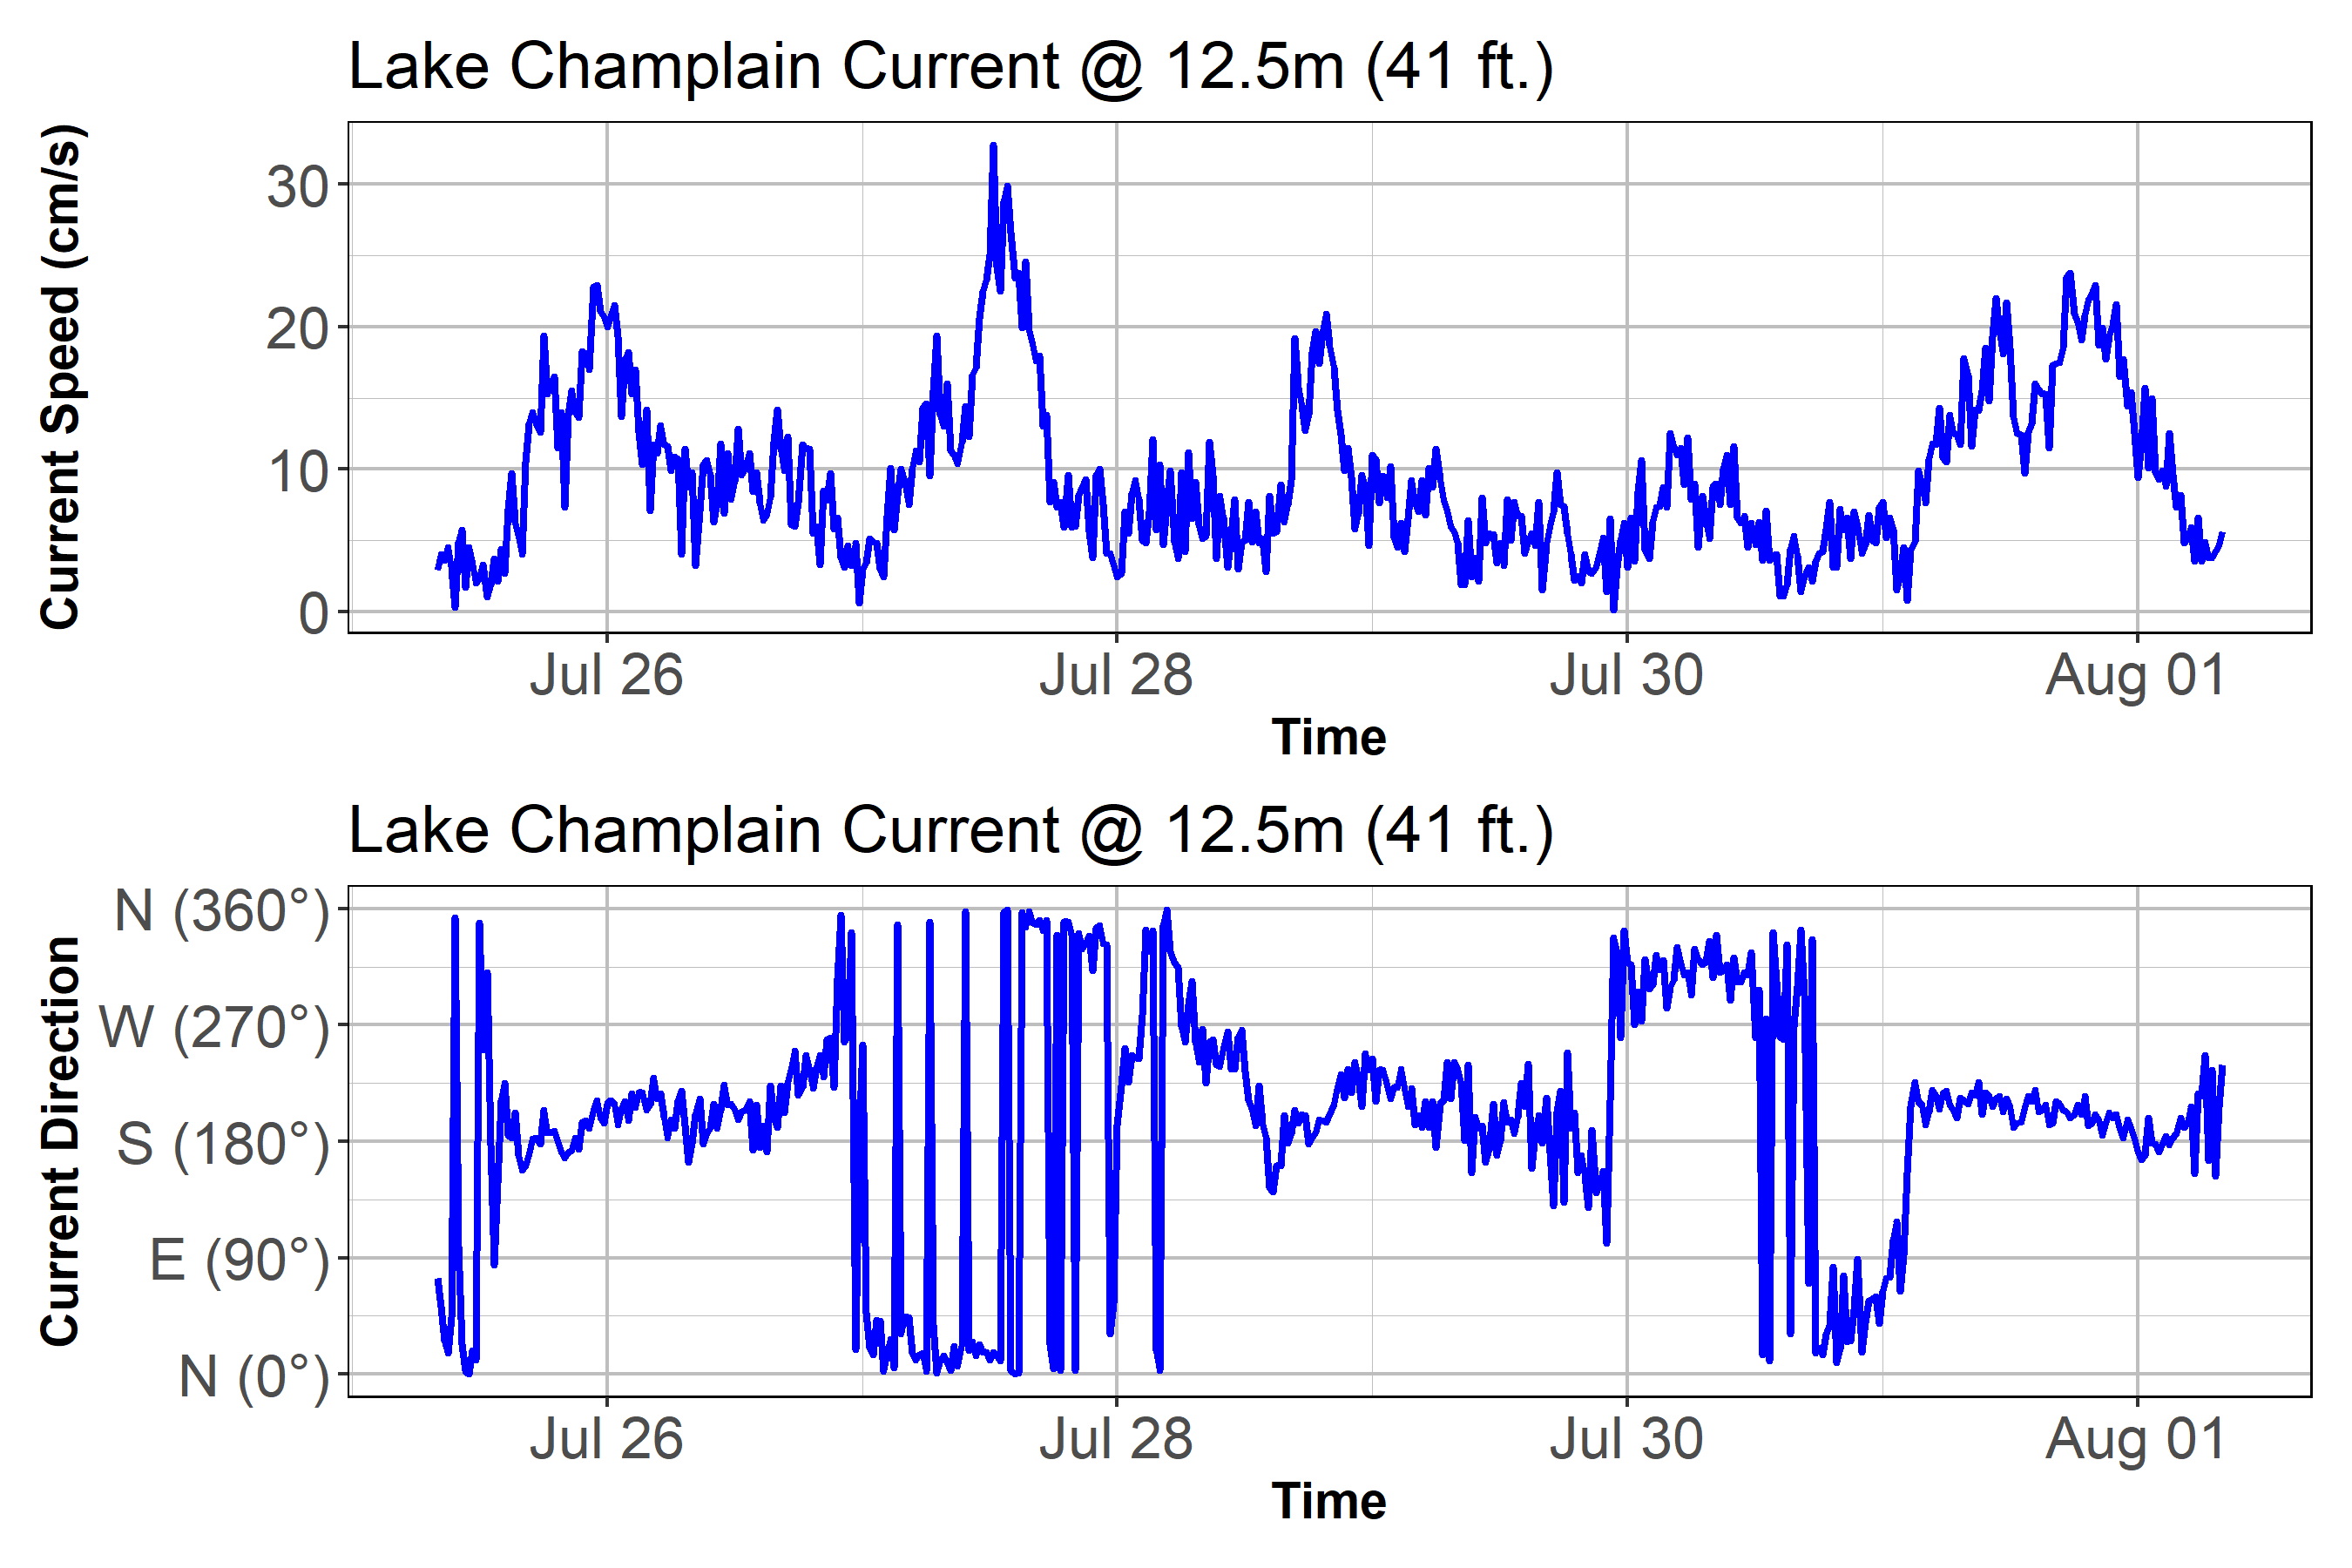 Lake Champlain Current @ 12.5m (41 ft.)
Current Speed (cm/s)
30
20
10
0
Jul 26
Jul 28
Jul 30
Aug 01
Time
Lake Champlain Current @ 12.5m (41 ft.)
Current Direction
N (360°)
W (270°)
S (180°)
E (90°)
N (0°)
Jul 26
Jul 28
Jul 30
Aug 01
Time